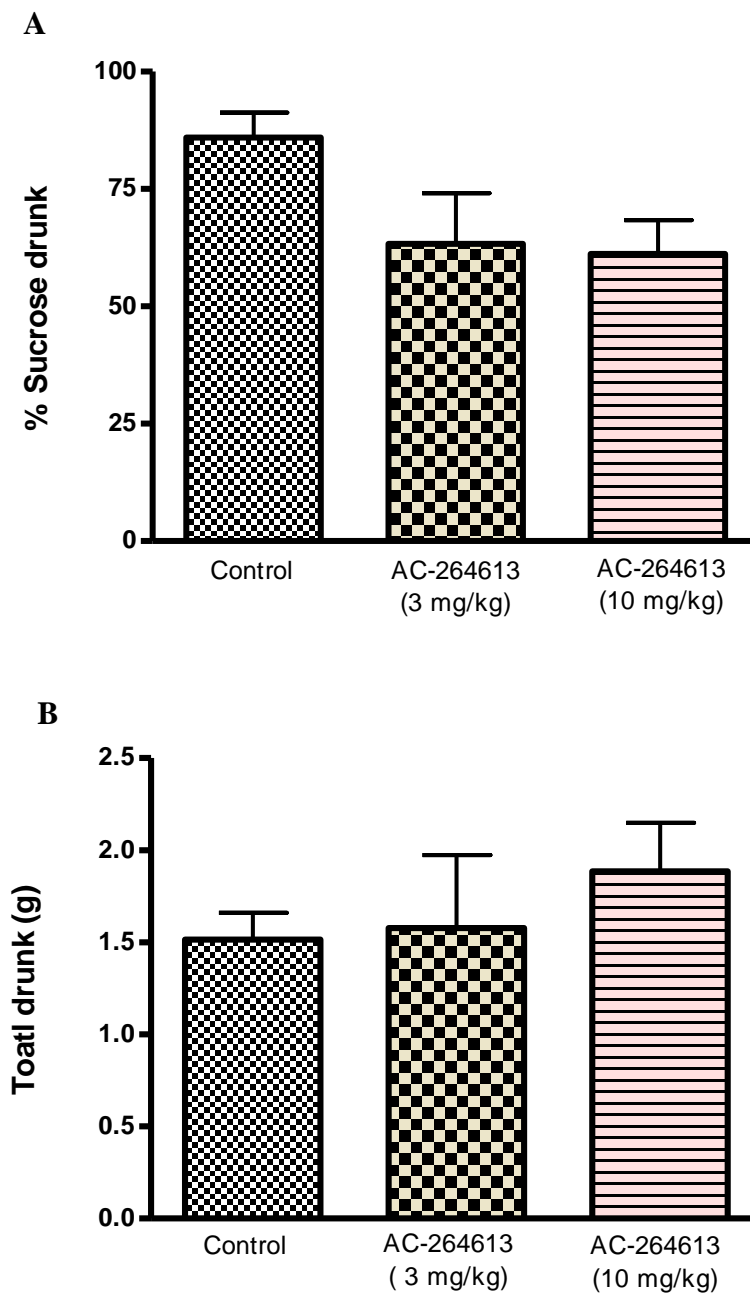 A
100
75
50
25
0
% Sucrose drunk
Control
AC-264613
(3 mg/kg)
AC-264613
(10 mg/kg)
B
2.5
2.0
1.5
1.0
0.5
0.0
Toatl drunk (g)
Control
AC-264613
( 3 mg/kg)
AC-264613
(10 mg/kg)